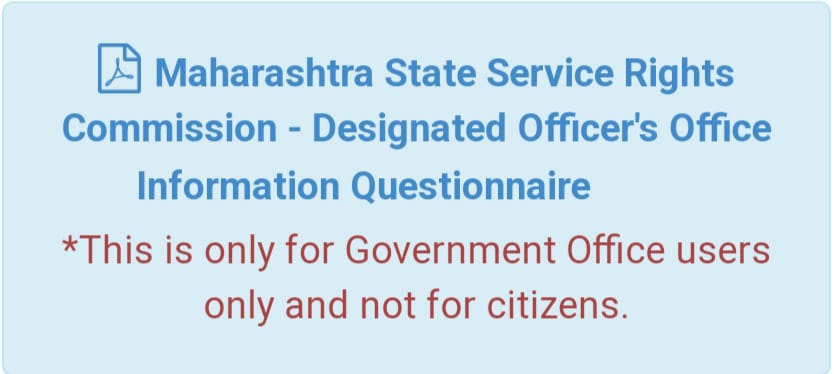 Maharashtra State Service Rights
Commission - Designated Officer's Office
Information Questionnaire
*This is only for Government Office users
only and not for citizens.